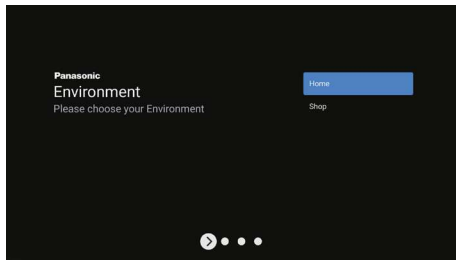 Panasonic
Environment
Please choose your Environment
Home
Shop